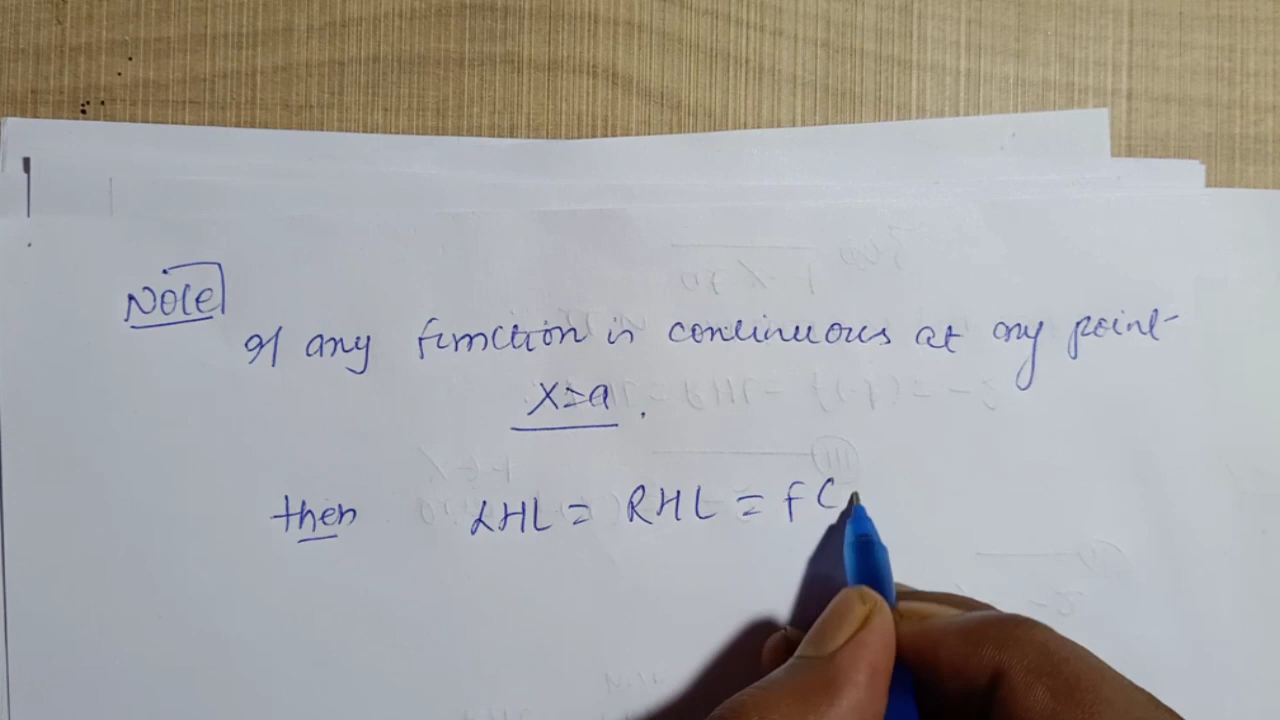 Note
If any function is continuous at any point
x=a.
then LHL = RHL = f(